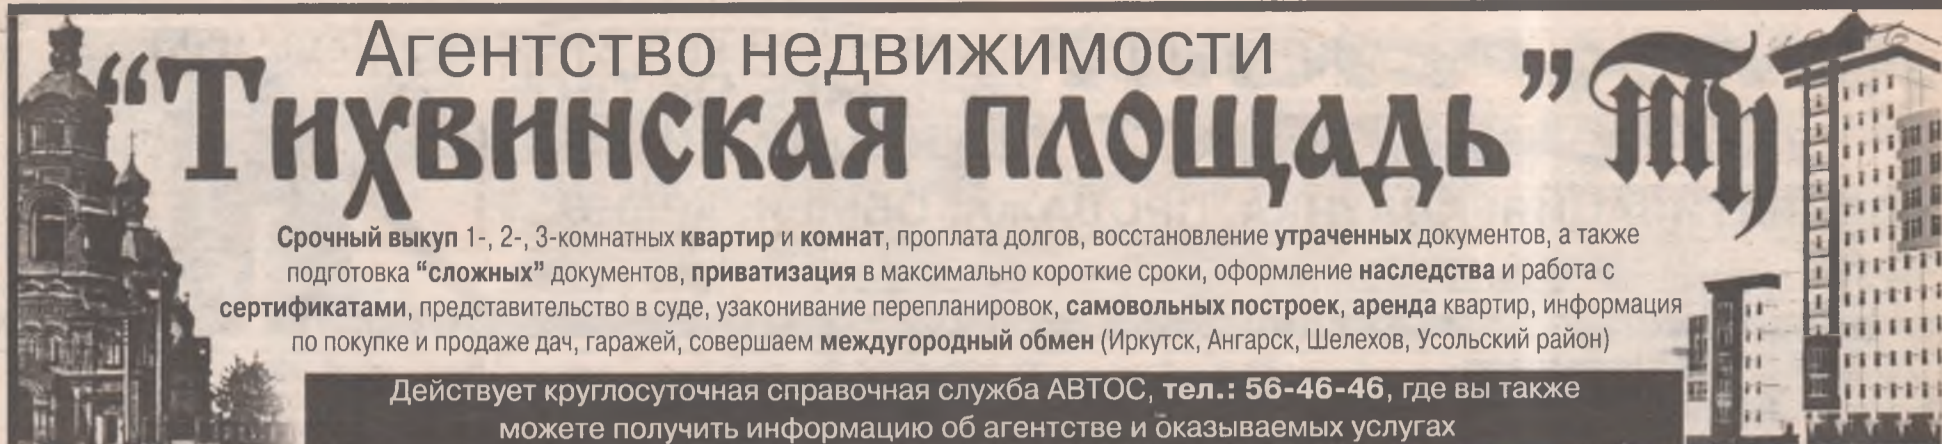 Агентство недвижимости
“Тихвинская площадь” ТП
Срочный выкуп 1-, 2-, 3-комнатных квартир и комнат, проплата долгов, восстановление утраченных документов, а также
подготовка “сложных” документов, приватизация в максимально короткие сроки, оформление наследства и работа с
сертификатами, представительство в суде, узаконивание перепланировок, самовольных построек, аренда квартир, информация
по покупке и продаже дач, гаражей, совершаем междугородный обмен (Иркутск, Ангарск, Шелехов, Усольский район)
Действует круглосуточная справочная служба АВТОС, тел.: 56-46-46, где вы также
можете получить информацию об агентстве и оказываемых услугах